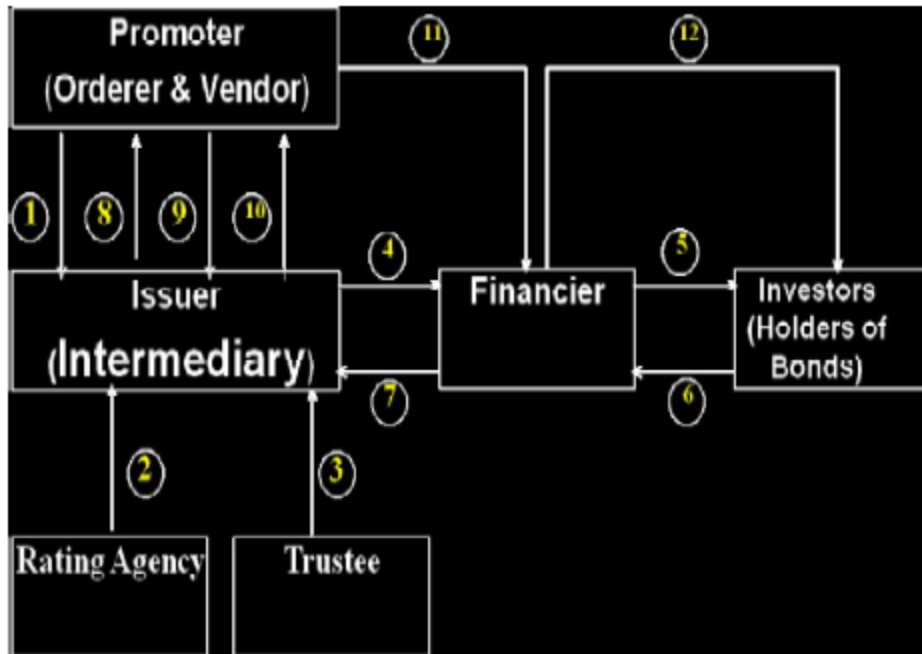 Promoter
(Orderer & Vendor)
11
12
1
8
9
10
4
5
Issuer
(Intermediary)
Financier
Investors
(Holders of
Bonds)
7
6
2
3
Rating Agency
Trustee